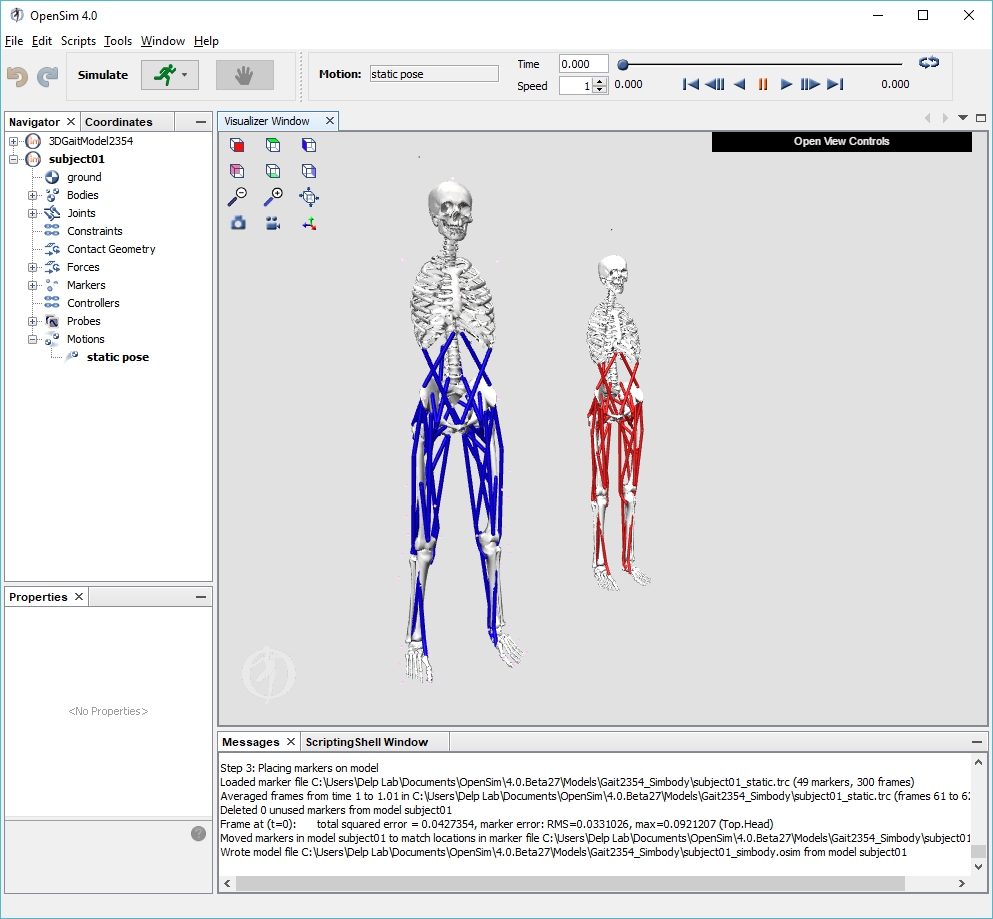 OpenSim 4.0
File Edit Scripts Tools Window Help
Simulate
Motion: static pose
Time 0.000
Speed 1 0.000 0.000
Navigator Coordinates
3DGaitModel2354
subject01
ground
Bodies
Joints
Constraints
Contact Geometry
Forces
Markers
Controllers
Probes
Motions
static pose
Visualizer Window
Open View Controls
Properties
<No Properties>
Messages ScriptingShell Window
Step 3: Placing markers on model
Loaded marker file C:\Users\Delp Lab\Documents\OpenSim\4.0.Beta27\Models\Gait2354_Simbody\subject01_static.trc (49 markers, 300 frames)
Averaged frames from time 1 to 1.01 in C:\Users\Delp Lab\Documents\OpenSim\4.0.Beta27\Models\Gait2354_Simbody\subject01_static.trc (frames 61 to 62
Deleted 0 unused markers from model subject01
Frame at (t=0): total squared error = 0.0427354, marker error: RMS=0.0331026, max=0.0921207 (Top.Head)
Moved markers in model subject01 to match locations in marker file C:\Users\Delp Lab\Documents\OpenSim\4.0.Beta27\Models\Gait2354_Simbody\subject01
Wrote model file C:\Users\Delp Lab\Documents\OpenSim\4.0.Beta27\Models\Gait2354_Simbody\subject01_simbody.osim from model subject01